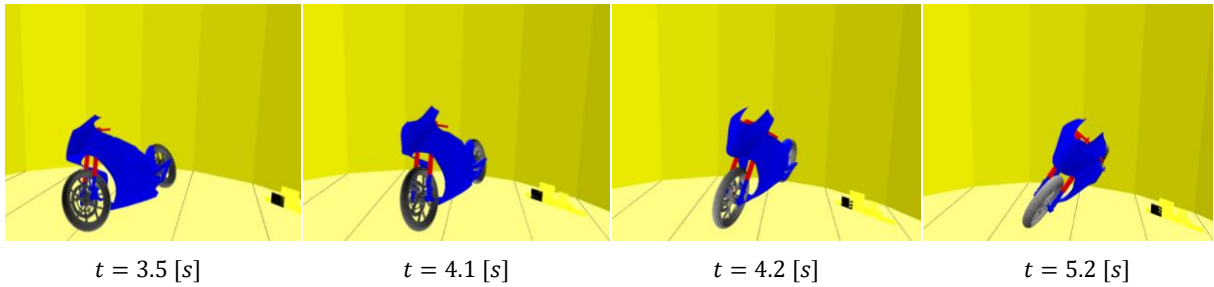 t = 3.5 [s]
t = 4.1 [s]
t = 4.2 [s]
t = 5.2 [s]